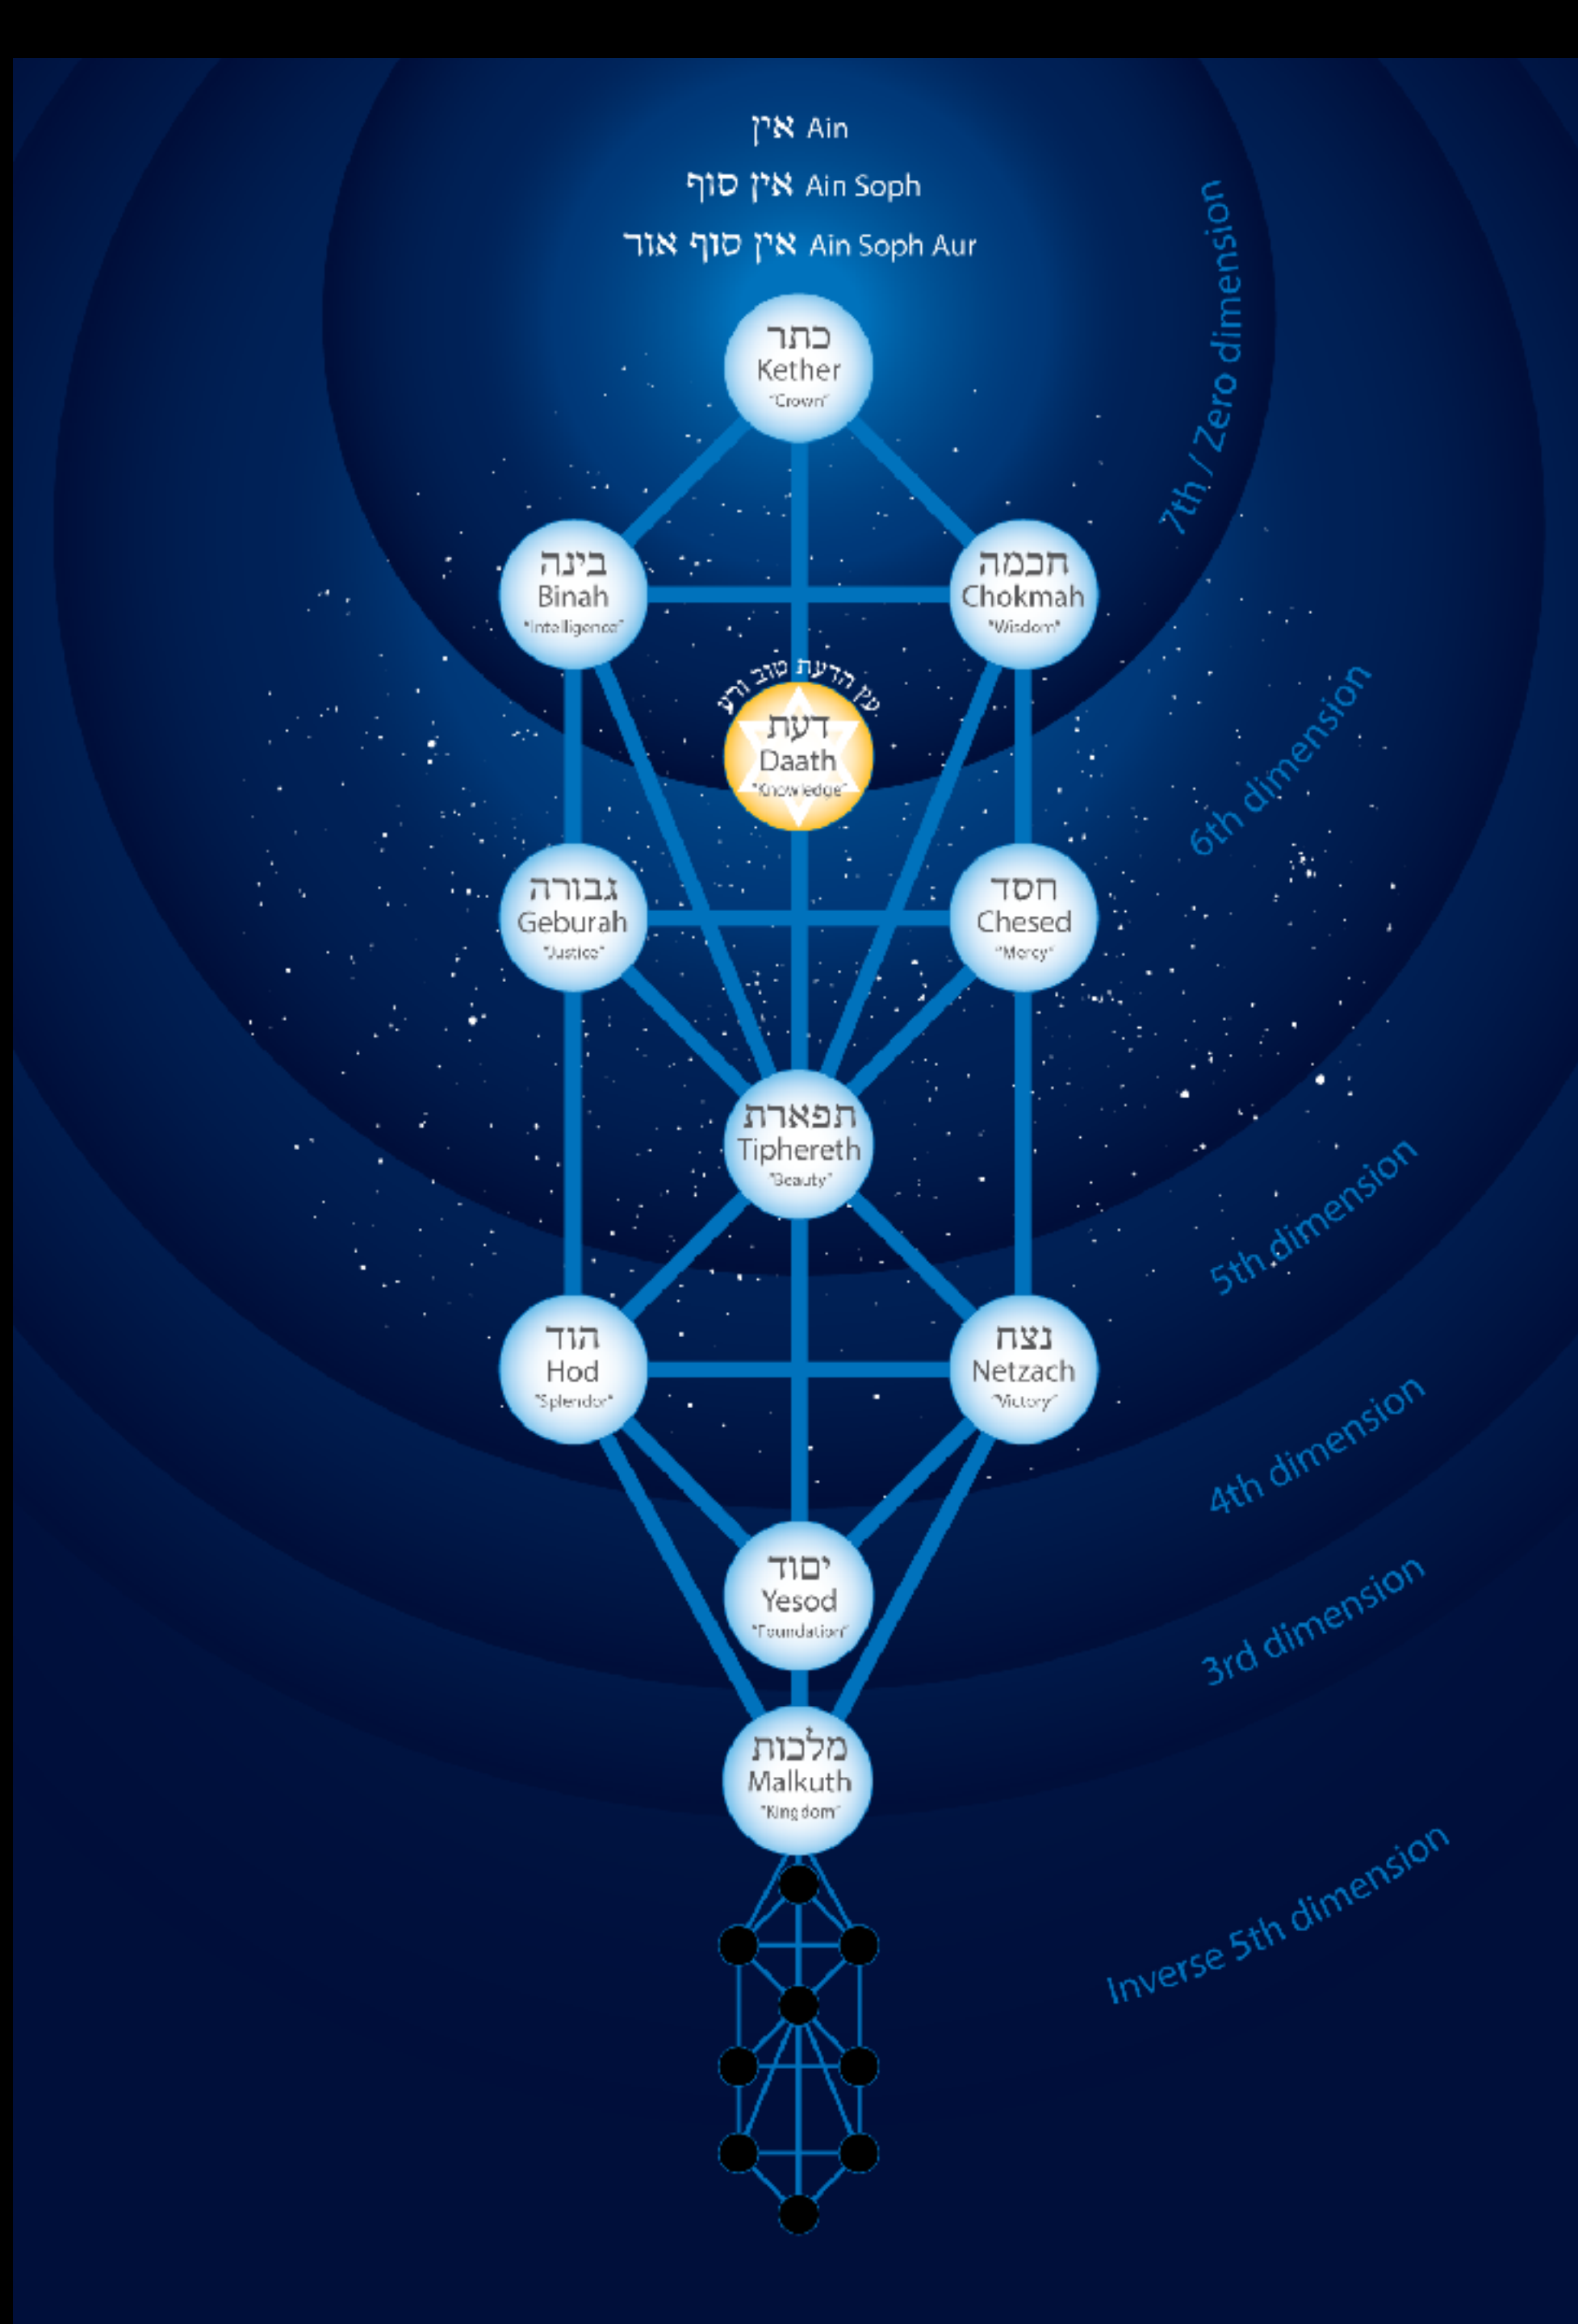 אין Ain
אין סוף Ain Soph
אין סוף אור Ain Soph Aur
7th / Zero dimension
כתר
Kether
"Crown"
בינה
Binah
"Intelligence"
חכמה
Chokmah
"Wisdom"
עץ הדעת טוב ורע
דעת
Daath
"Knowledge"
6th dimension
גבורה
Geburah
"Justice"
חסד
Chesed
"Mercy"
תפארת
Tiphereth
"Beauty"
5th dimension
הוד
Hod
"Splendor"
נצח
Netzach
"Victory"
4th dimension
יסוד
Yesod
"Foundation"
3rd dimension
מלכות
Malkuth
"Kingdom"
Inverse 5th dimension